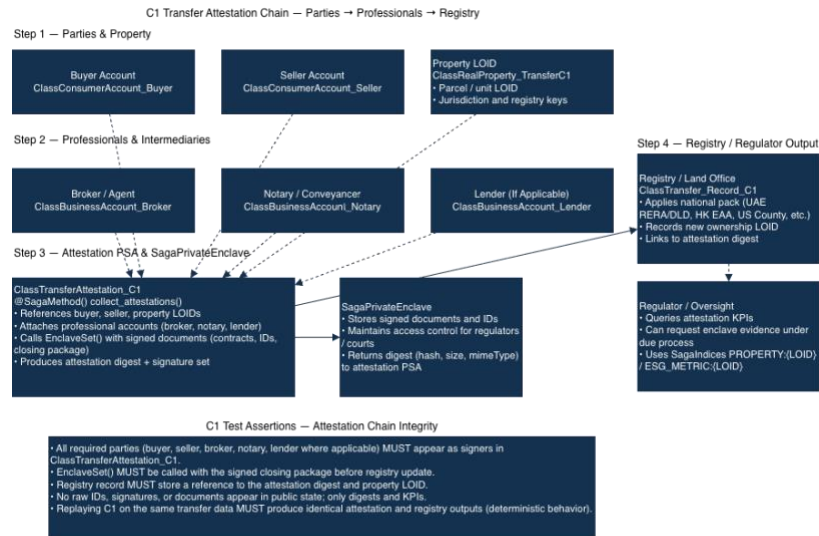 C1 Transfer Attestation Chain — Parties → Professionals → Registry
Step 1 — Parties & Property
Buyer Account
ClassConsumerAccount_Buyer
Seller Account
ClassConsumerAccount_Seller
Property LOID
ClassRealProperty_TransferC1
• Parcel / unit LOID
• Jurisdiction and registry keys
Step 2 — Professionals & Intermediaries
Broker / Agent
ClassBusinessAccount_Broker
Notary / Conveyancer
ClassBusinessAccount_Notary
Lender (If Applicable)
ClassBusinessAccount_Lender
Step 3 — Attestation PSA & SagaPrivateEnclave
ClassTransferAttestation_C1
@SagaMethod() collect_attestations()
• References buyer, seller, property LOIDs
• Attaches professional accounts (broker, notary, lender)
• Calls EnclaveSet() with signed documents (contracts, IDs,
closing package)
• Produces attestation digest + signature set
SagaPrivateEnclave
• Stores signed documents and IDs
• Maintains access control for regulators
/ courts
• Returns digest (hash, size, mimeType)
to attestation PSA
Step 4 — Registry / Regulator Output
Registry / Land Office
ClassTransfer_Record_C1
• Applies national pack (UAE
RERA/DLD, HK EAA, US County, etc.)
• Records new ownership LOID
• Links to attestation digest
Regulator / Oversight
• Queries attestation KPIs
• Can request enclave evidence under
due process
• Uses SagaIndices PROPERTY:{LOID}
/ ESG_METRIC:{LOID}
C1 Test Assertions — Attestation Chain Integrity
• All required parties (buyer, seller, broker, notary, lender where applicable) MUST appear as signers in
ClassTransferAttestation_C1.
• EnclaveSet() MUST be called with the signed closing package before registry update.
• Registry record MUST store a reference to the attestation digest and property LOID.
• No raw IDs, signatures, or documents appear in public state; only digests and KPIs.
• Replaying C1 on the same transfer data MUST produce identical attestation and registry outputs (deterministic behavior).